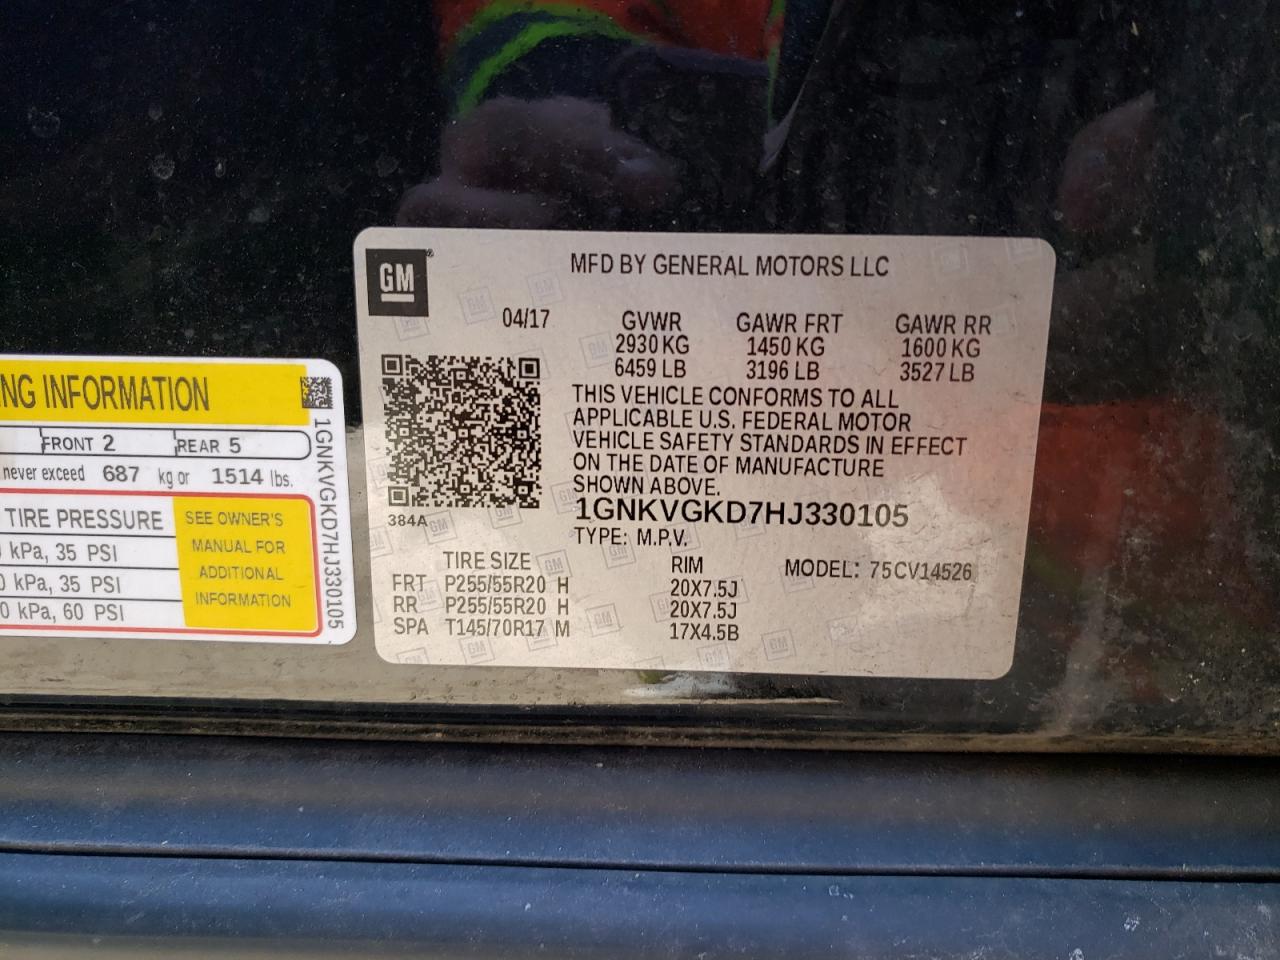 GM
MFD BY GENERAL MOTORS LLC
04/17
GVWR GAWR FRT GAWR RR
2930 KG 1450 KG 1600 KG
6459 LB 3196 LB 3527 LB
THIS VEHICLE CONFORMS TO ALL
APPLICABLE U.S. FEDERAL MOTOR
VEHICLE SAFETY STANDARDS IN EFFECT
ON THE DATE OF MANUFACTURE
SHOWN ABOVE.
384A
1GNKVGKD7HJ330105
TYPE: M.P.V.
TIRE SIZE RIM MODEL: 75CV14526
FRT P255/55R20 H 20X7.5J
RR P255/55R20 H 20X7.5J
SPA T145/70R17 M 17X4.5B
NG INFORMATION
FRONT 2 REAR 5
never exceed 687 kg or 1514 lbs.
TIRE PRESSURE
kPa, 35 PSI
0 kPa, 35 PSI
0 kPa, 60 PSI
SEE OWNER'S
MANUAL FOR
ADDITIONAL
INFORMATION
1GNKVGKD7HJ330105